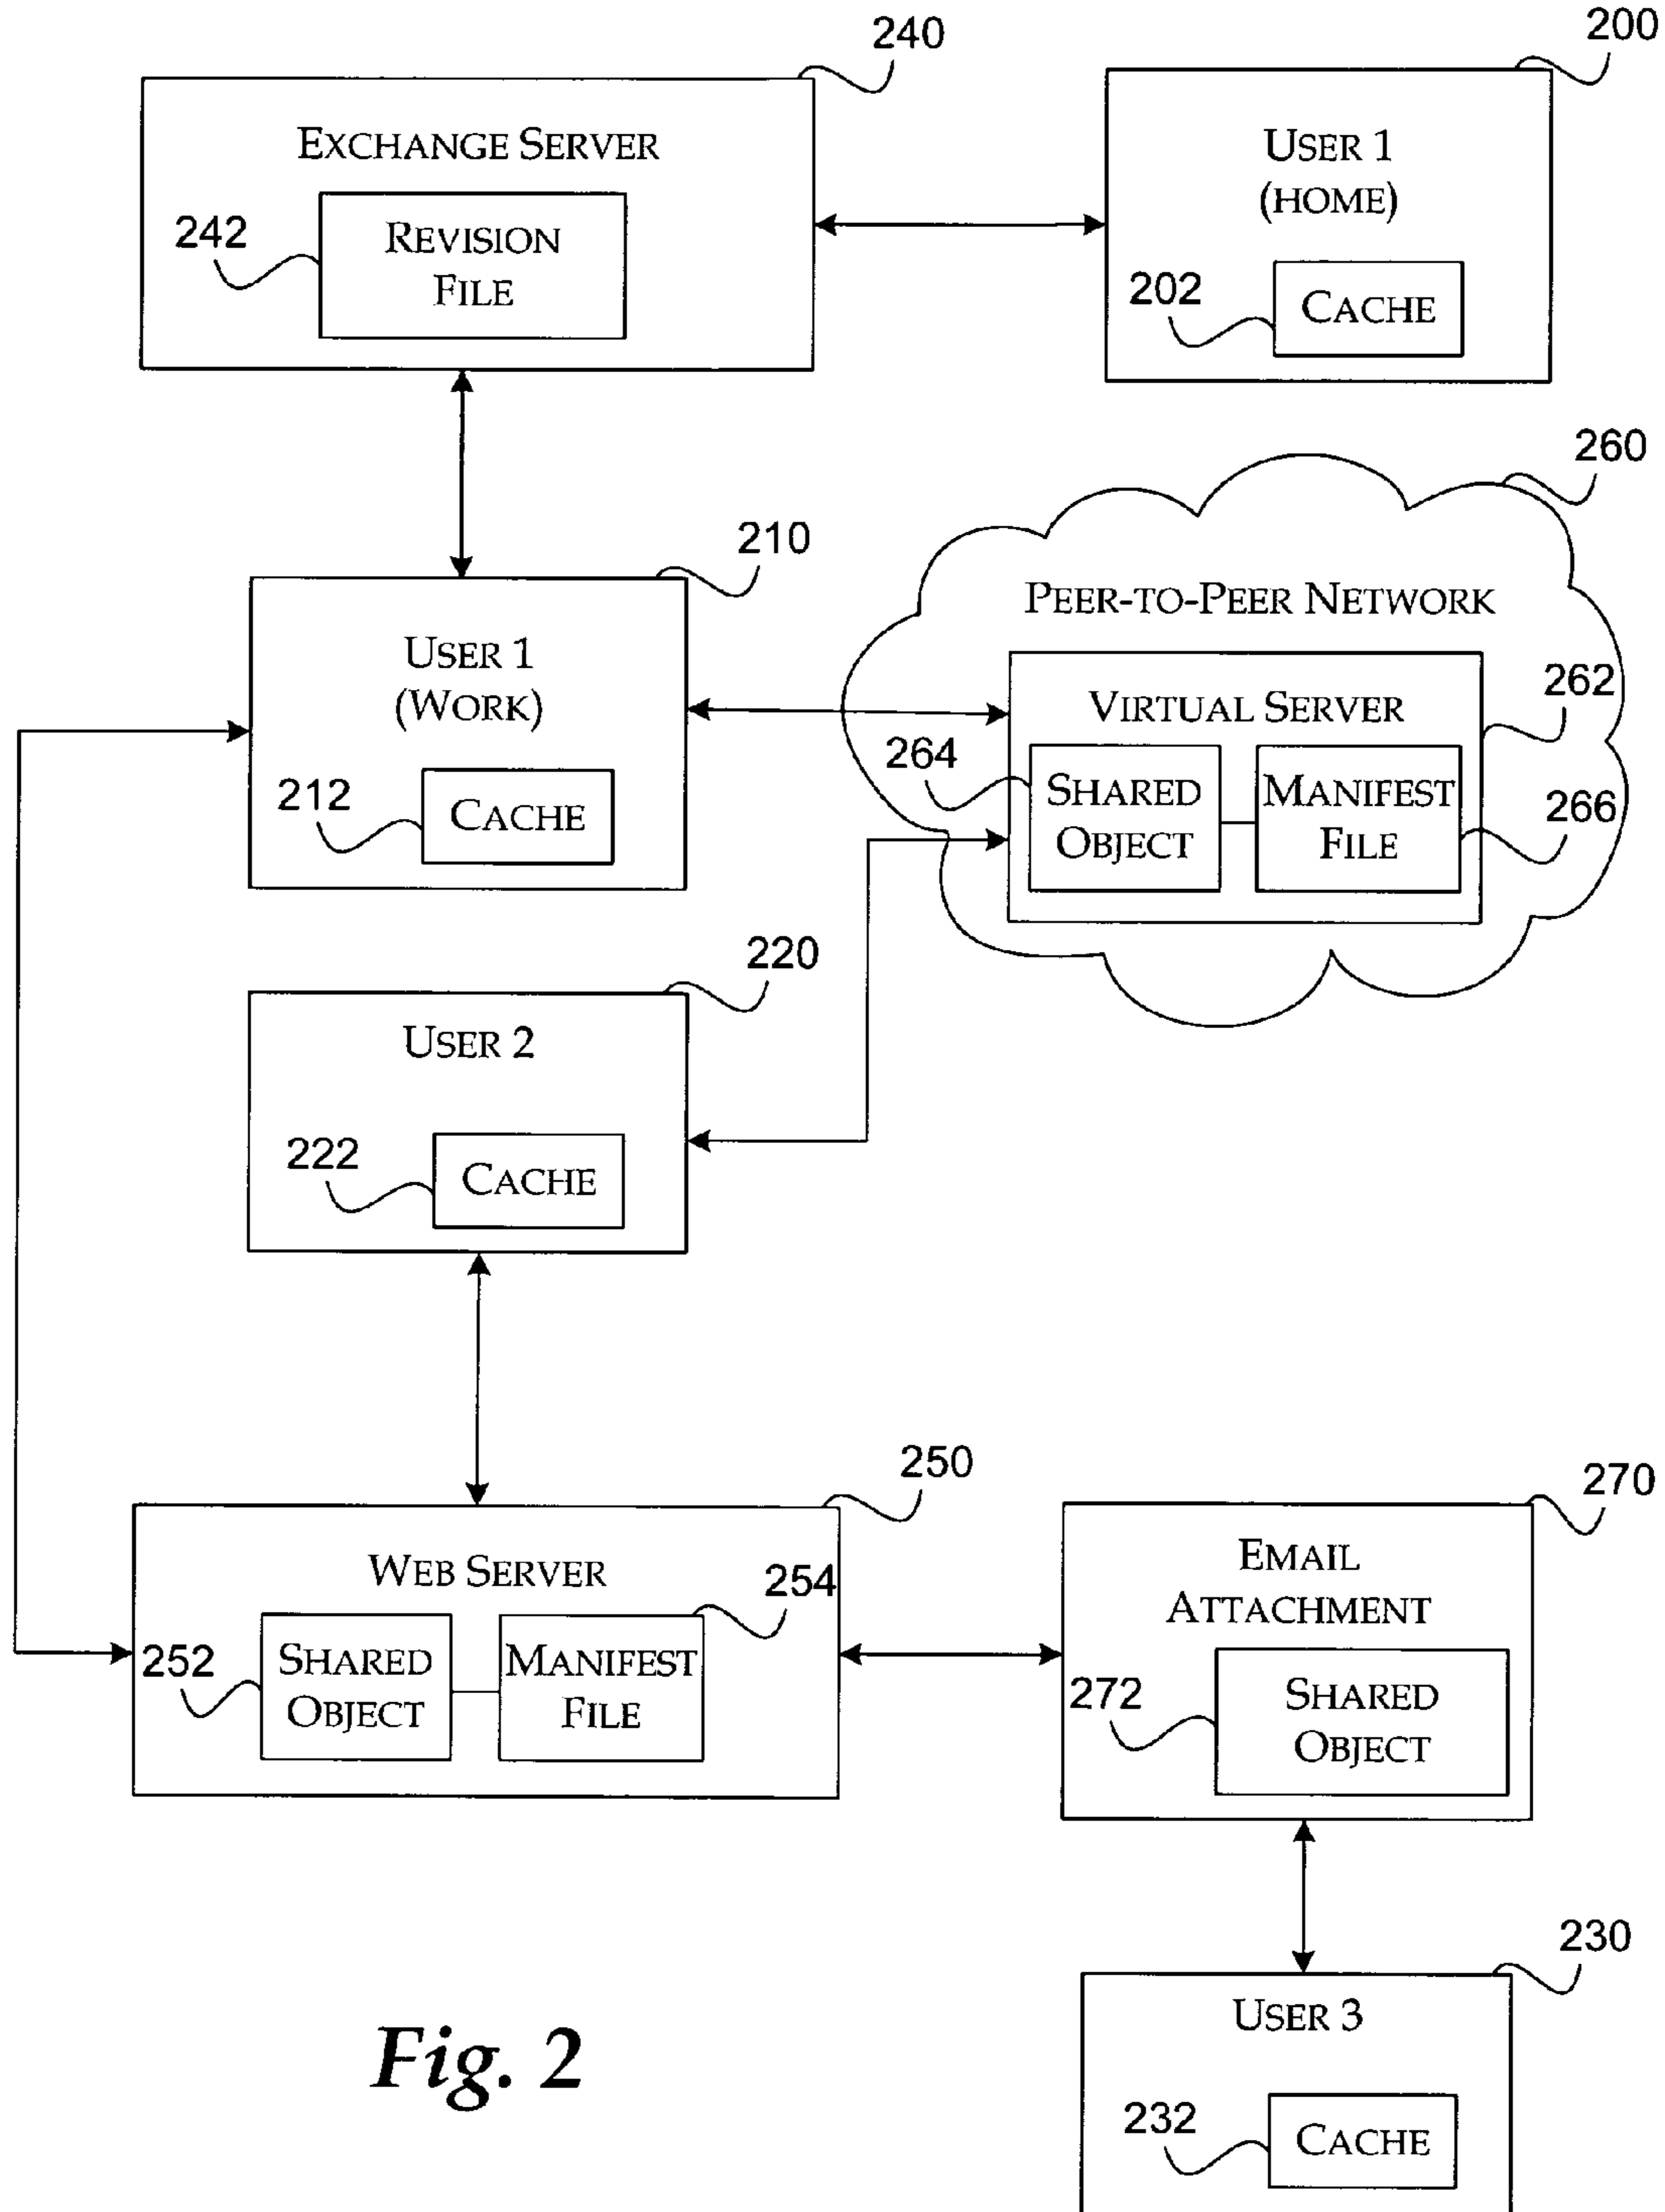 240
200
EXCHANGE SERVER
USER 1
(HOME)
242
REVISION
FILE
202
CACHE
260
210
PEER-TO-PEER NETWORK
USER 1
(WORK)
262
VIRTUAL SERVER
264
SHARED
OBJECT
MANIFEST
FILE
266
212
CACHE
220
USER 2
222
CACHE
250
270
WEB SERVER
254
EMAIL
ATTACHMENT
252
SHARED
OBJECT
MANIFEST
FILE
272
SHARED
OBJECT
230
USER 3
Fig. 2
232
CACHE